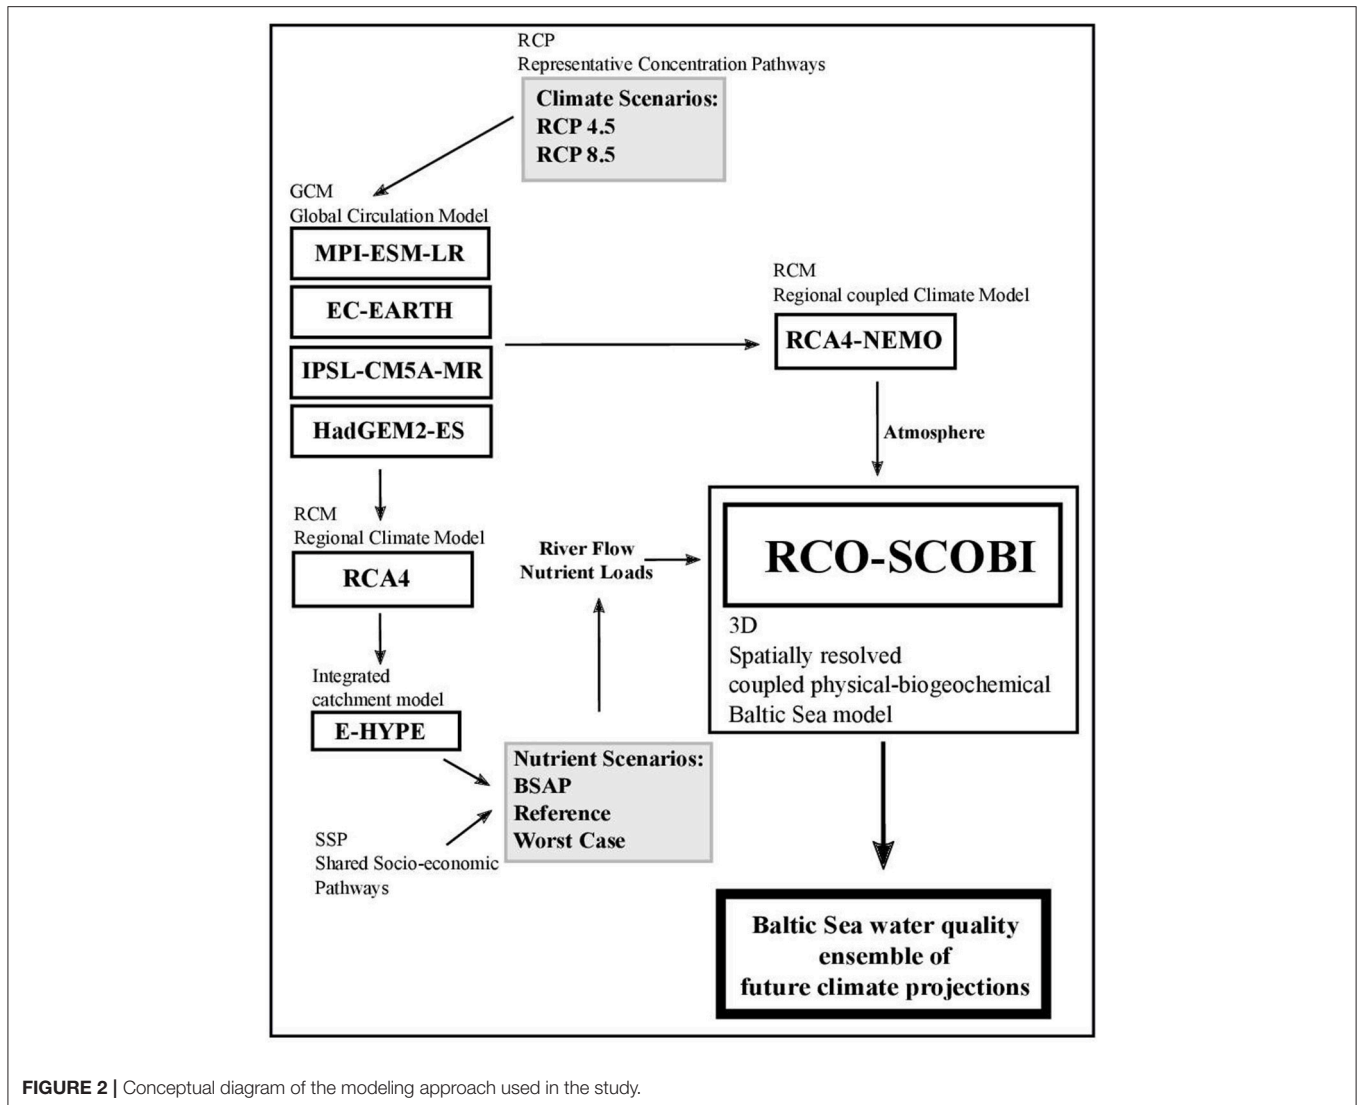 RCP
Representative Concentration Pathways
Climate Scenarios:
RCP 4.5
RCP 8.5
GCM
Global Circulation Model
MPI-ESM-LR
EC-EARTH
IPSL-CM5A-MR
HadGEM2-ES
RCM
Regional coupled Climate Model
RCA4-NEMO
Atmosphere
RCM
Regional Climate Model
RCA4
Integrated
catchment model
E-HYPE
SSP
Shared Socio-economic
Pathways
Nutrient Scenarios:
BSAP
Reference
Worst Case
River Flow
Nutrient Loads
RCO-SCOBI
3D
Spatially resolved
coupled physical-biogeochemical
Baltic Sea model
Baltic Sea water quality
ensemble of
future climate projections
FIGURE 2 | Conceptual diagram of the modeling approach used in the study.